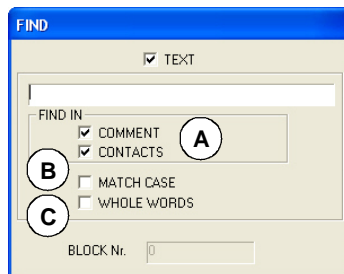 FIND
TEXT
FIND IN
COMMENT
CONTACTS
A
B
MATCH CASE
C
WHOLE WORDS
BLOCK Nr. 0